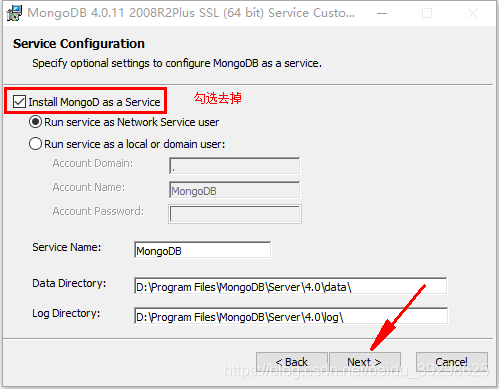 MongoDB 4.0.11 2008R2Plus SSL (64 bit) Service Custo...
Service Configuration
Specify optional settings to configure MongoDB as a service.
Install MongoD as a Service 勾选去掉
Run service as Network Service user
Run service as a local or domain user:
Account Domain: .
Account Name: MongoDB
Account Password:
Service Name: MongoDB
Data Directory: D:\Program Files\MongoDB\Server\4.0\data\
Log Directory: D:\Program Files\MongoDB\Server\4.0\log\
< Back Next > Cancel
https://blog.csdn.net/baidu_39298625